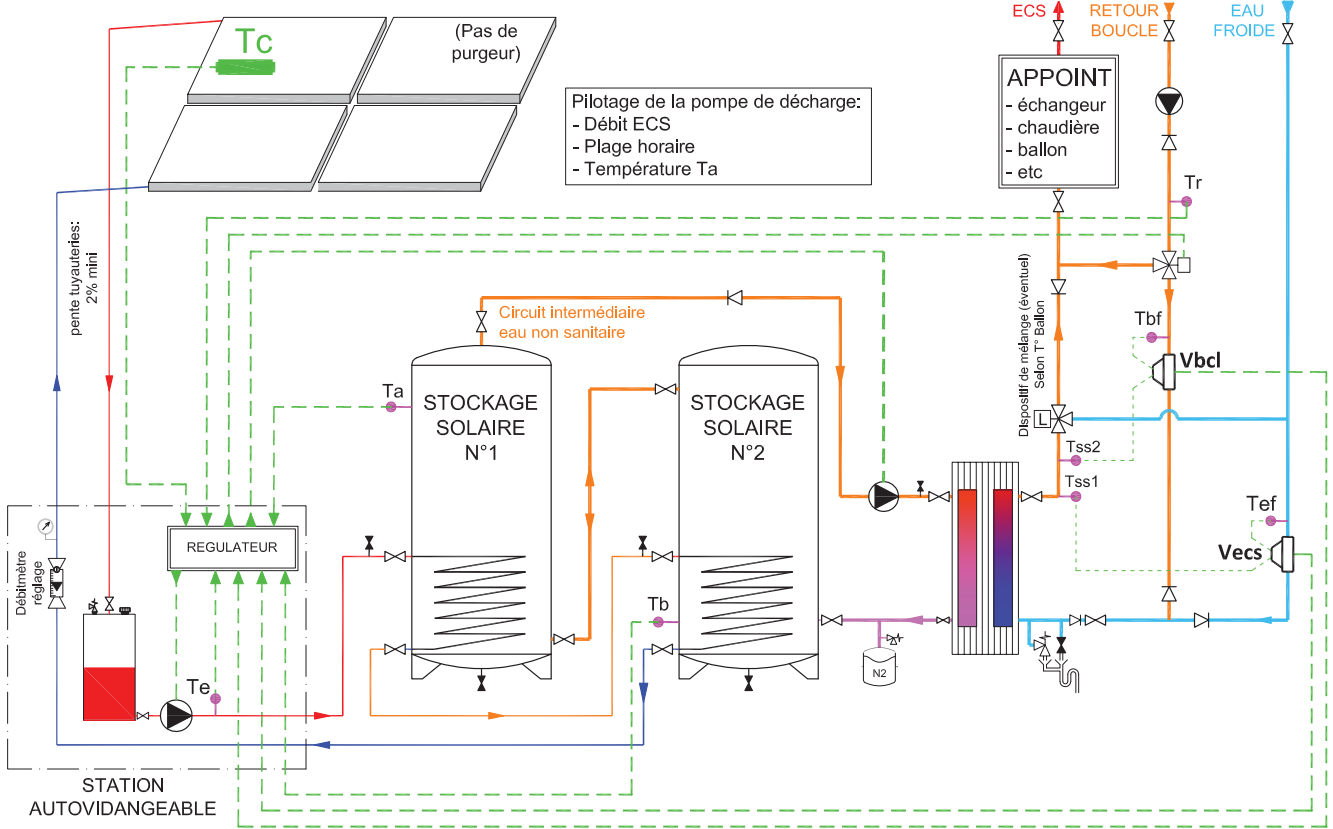 ECS
RETOUR
BOUCLE
EAU
FROIDE
Tc
(Pas de
purgeur)
Pilotage de la pompe de décharge:
- Débit ECS
- Plage horaire
- Température Ta
APPOINT
- échangeur
- chaudière
- ballon
- etc
Tr
pente tuyauteries:
2% mini
Circuit intermédiaire
eau non sanitaire
Dispositif de mélange (éventuel)
Selon T° Ballon
Tbf
Vbcl
Ta
STOCKAGE
SOLAIRE
N°1
STOCKAGE
SOLAIRE
N°2
L
Tss2
Tss1
Tef
Vecs
REGULATEUR
Débitmètre
réglage
Tb
Te
N2
STATION
AUTOVIDANGEABLE